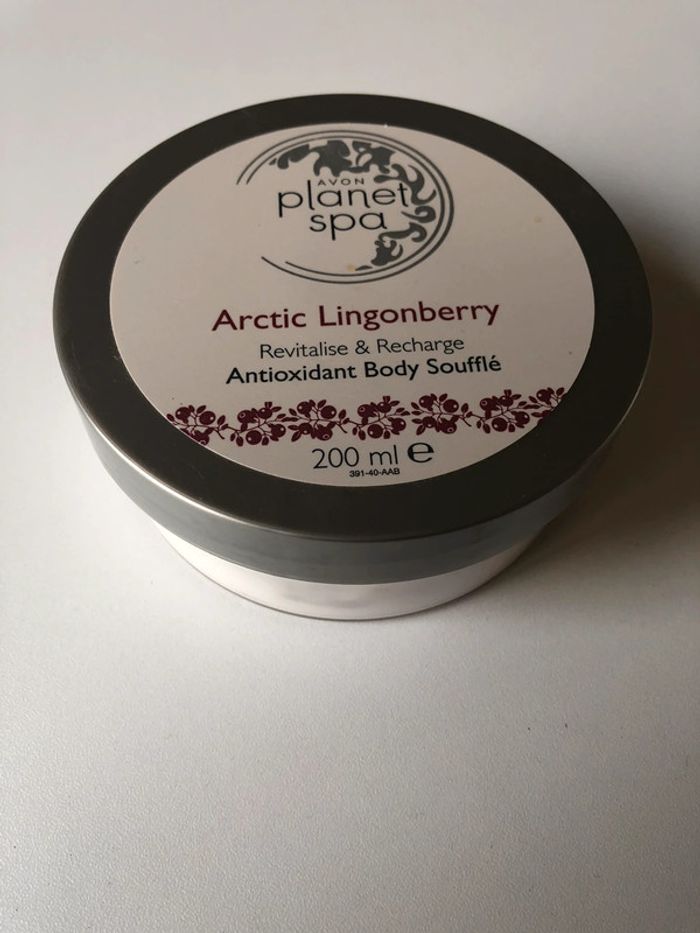 AVON
planet
spa
Arctic Lingonberry
Revitalise & Recharge
Antioxidant Body Soufflé
200 ml ℮
391-40-AAB